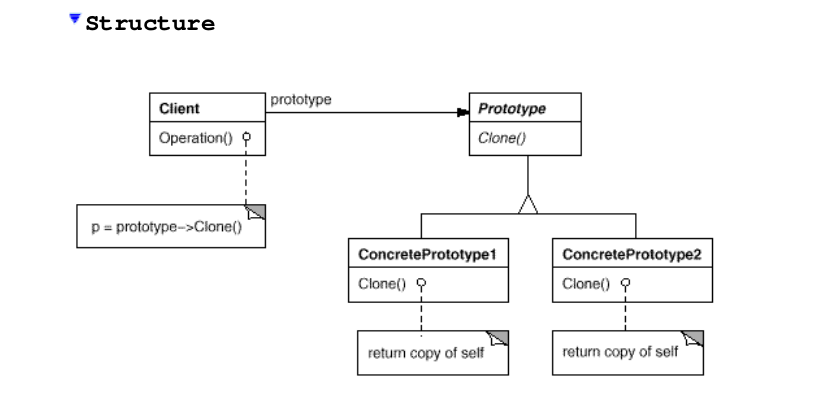 Structure
Client
prototype
Prototype
Operation()
Clone()
p = prototype->Clone()
ConcretePrototype1
ConcretePrototype2
Clone()
Clone()
return copy of self
return copy of self